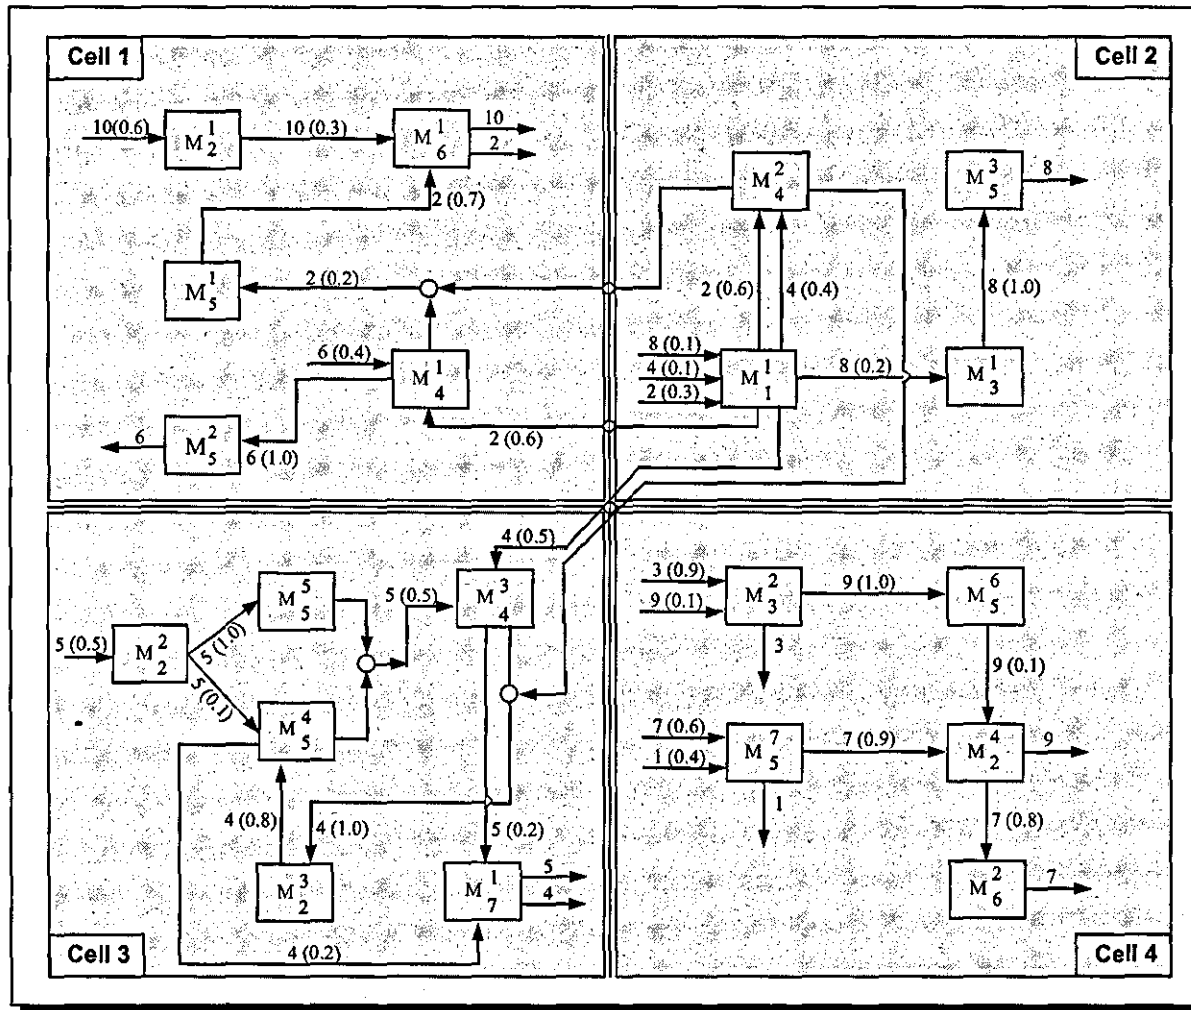 Cell 1
10(0.6)
M 1 2
10 (0.3)
M 1 6
10
2
2 (0.7)
M 1 5
2 (0.2)
6 (0.4)
M 1 4
6
M 2 5
6 (1.0)
2 (0.6)
Cell 2
M 2 4
M 3 5
8
2 (0.6)
4 (0.4)
8 (1.0)
8 (0.1)
4 (0.1)
2 (0.3)
M 1 1
8 (0.2)
M 1 3
4 (0.5)
M 5 5
5 (0.5)
M 3 4
5 (0.5)
M 2 2
5 (1.0)
5 (0.1)
M 4 5
4 (0.8)
4 (1.0)
5 (0.2)
M 3 2
M 1 7
5
4
4 (0.2)
Cell 3
3 (0.9)
9 (0.1)
M 2 3
9 (1.0)
M 6 5
3
9 (0.1)
7 (0.6)
1 (0.4)
M 7 5
7 (0.9)
M 4 2
9
1
7 (0.8)
M 2 6
7
Cell 4